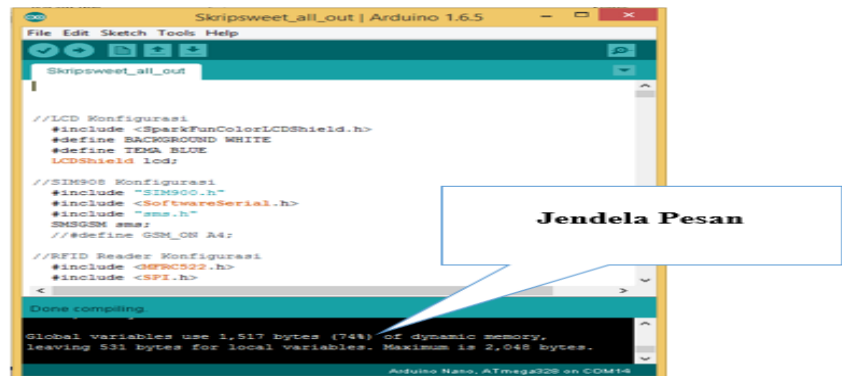 Skripsweet_all_out | Arduino 1.6.5
File Edit Sketch Tools Help
Skripsweet_all_out
//LCD Konfigurasi
#include <SparkFunColorLCDShield.h>
#define BACKGROUND WHITE
#define TEMA BLUE
LCDShield lcd;
//SIM908 Konfigurasi
#include "SIM900.h"
#include <SoftwareSerial.h>
#include "sms.h"
SMSGSM sms;
//#define GSM_ON A4;
//RFID Reader Konfigurasi
#include <MFRC522.h>
#include <SPI.h>
Jendela Pesan
Done compiling.
Global variables use 1,517 bytes (74%) of dynamic memory,
leaving 531 bytes for local variables. Maximum is 2,048 bytes.
Arduino Nano, ATmega328 on COM14